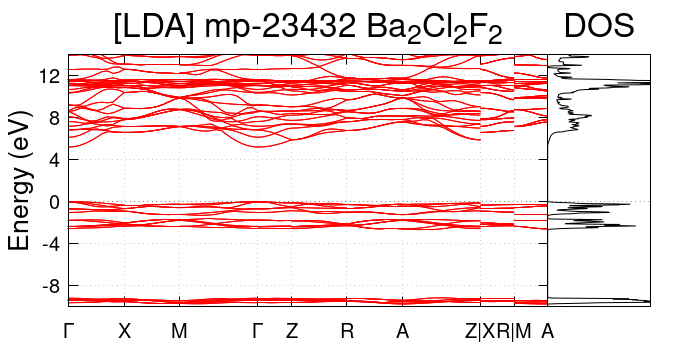 [LDA] mp-23432 Ba₂Cl₂F₂
DOS
Energy (eV)
12
8
4
0
-4
-8
Γ X M Γ Z R A Z|XR|M A